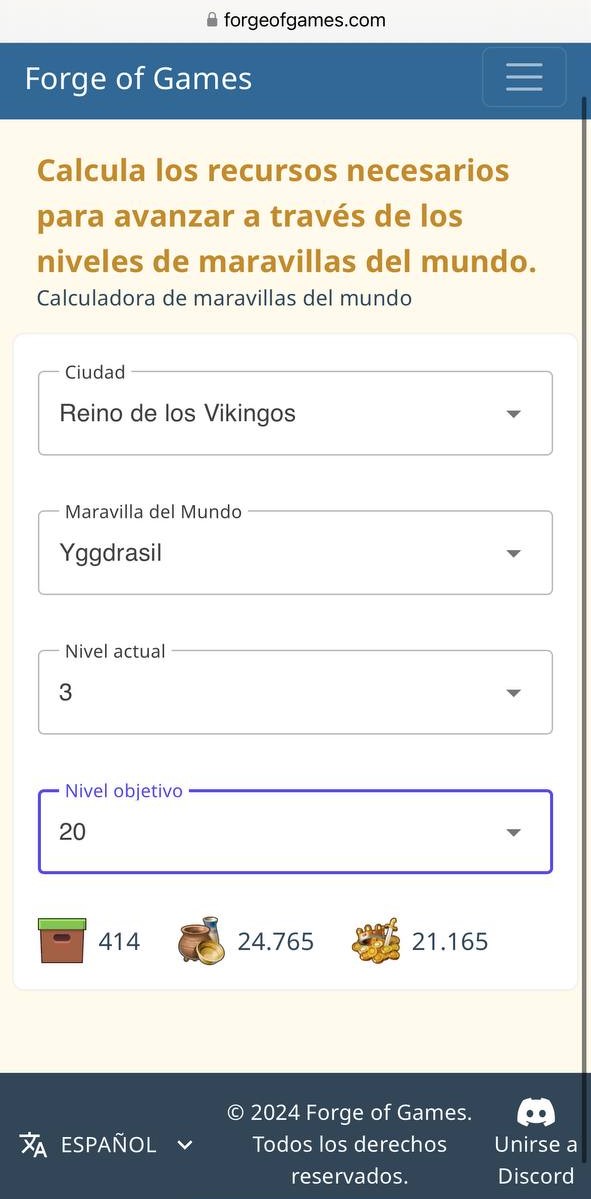 forgeofgames.com
Forge of Games
Calcula los recursos necesarios
para avanzar a través de los
niveles de maravillas del mundo.
Calculadora de maravillas del mundo
Ciudad
Reino de los Vikingos
Maravilla del Mundo
Yggdrasil
Nivel actual
3
Nivel objetivo
20
414 24.765 21.165
ESPAÑOL
© 2024 Forge of Games.
Todos los derechos
reservados.
Unirse a
Discord